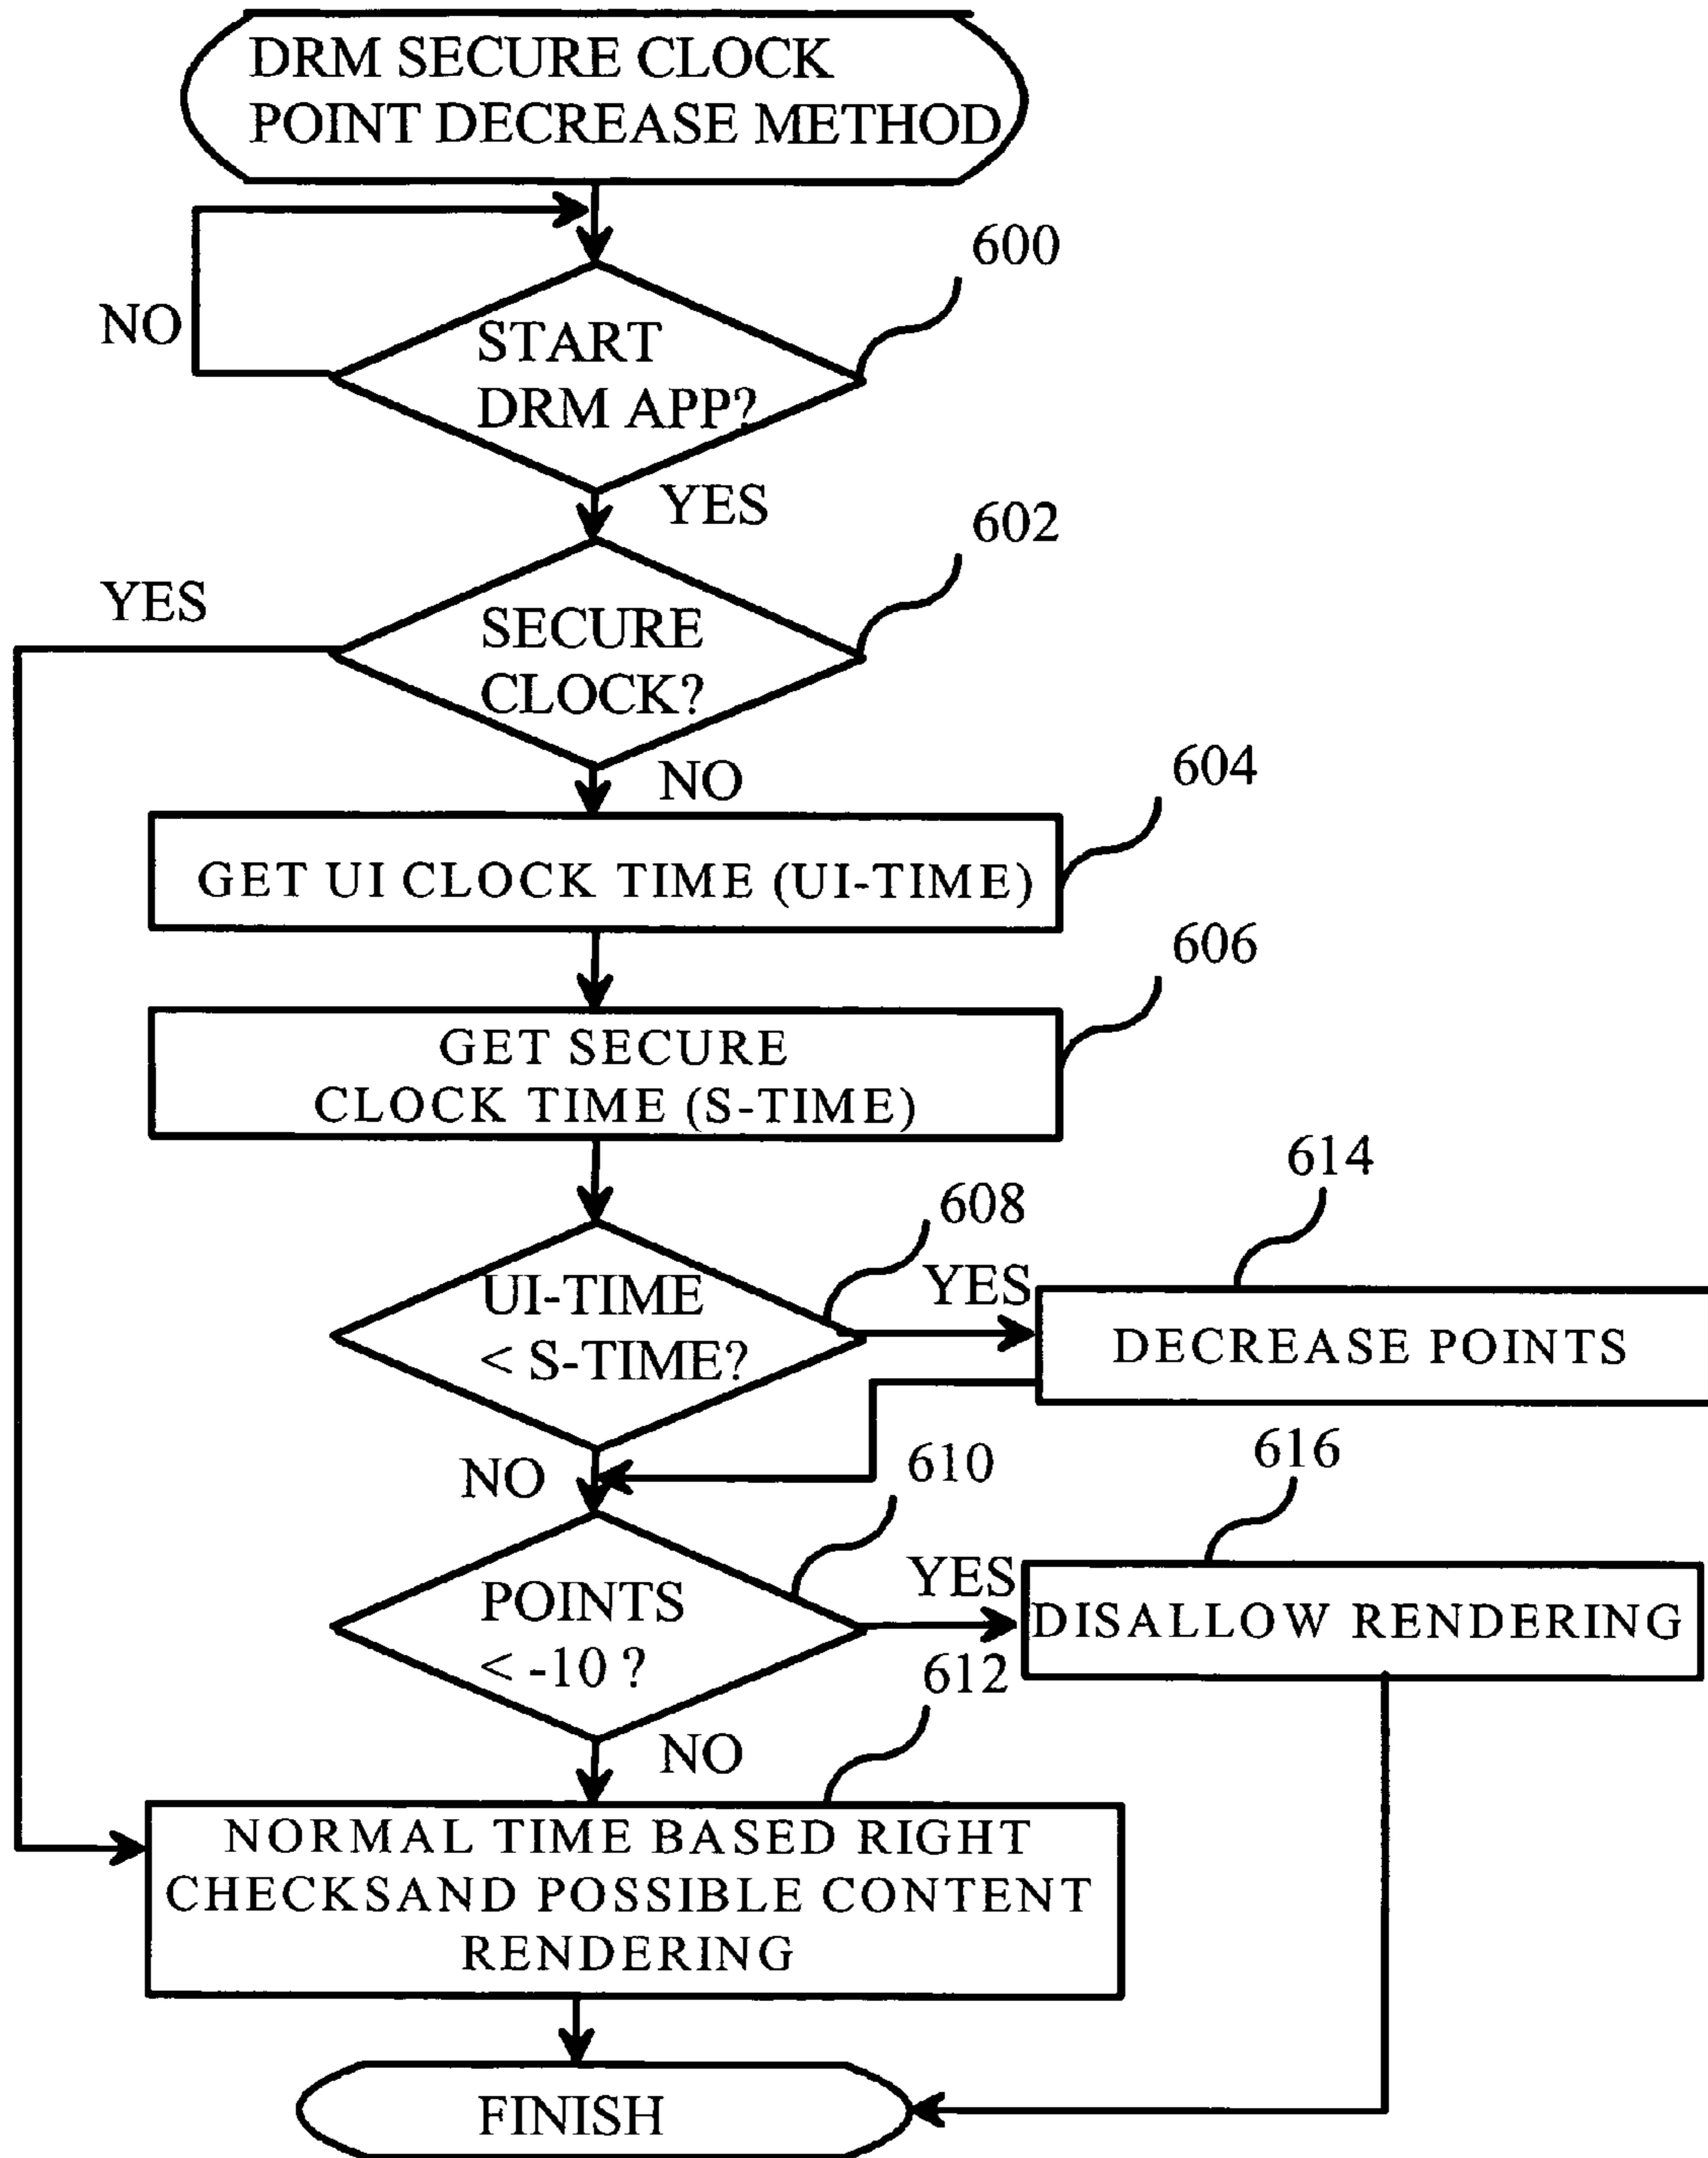 DRM SECURE CLOCK
POINT DECREASE METHOD
600
NO
START
DRM APP?
YES
602
YES
SECURE
CLOCK?
NO
604
GET UI CLOCK TIME (UI-TIME)
606
GET SECURE
CLOCK TIME (S-TIME)
614
608
YES
UI-TIME
< S-TIME?
DECREASE POINTS
NO
610
616
YES
POINTS
< -10 ?
DISALLOW RENDERING
612
NO
NORMAL TIME BASED RIGHT
CHECKSAND POSSIBLE CONTENT
RENDERING
FINISH